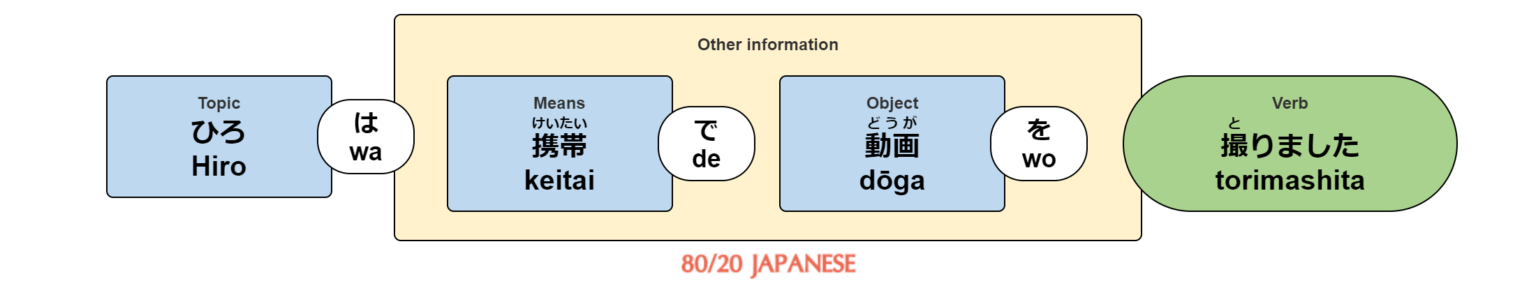 Other information
Topic
ひろ
Hiro
は
wa
Means
けいたい
携帯
keitai
で
de
Object
どうが
動画
dōga
を
wo
Verb
と
撮りました
torimashita
80/20 JAPANESE